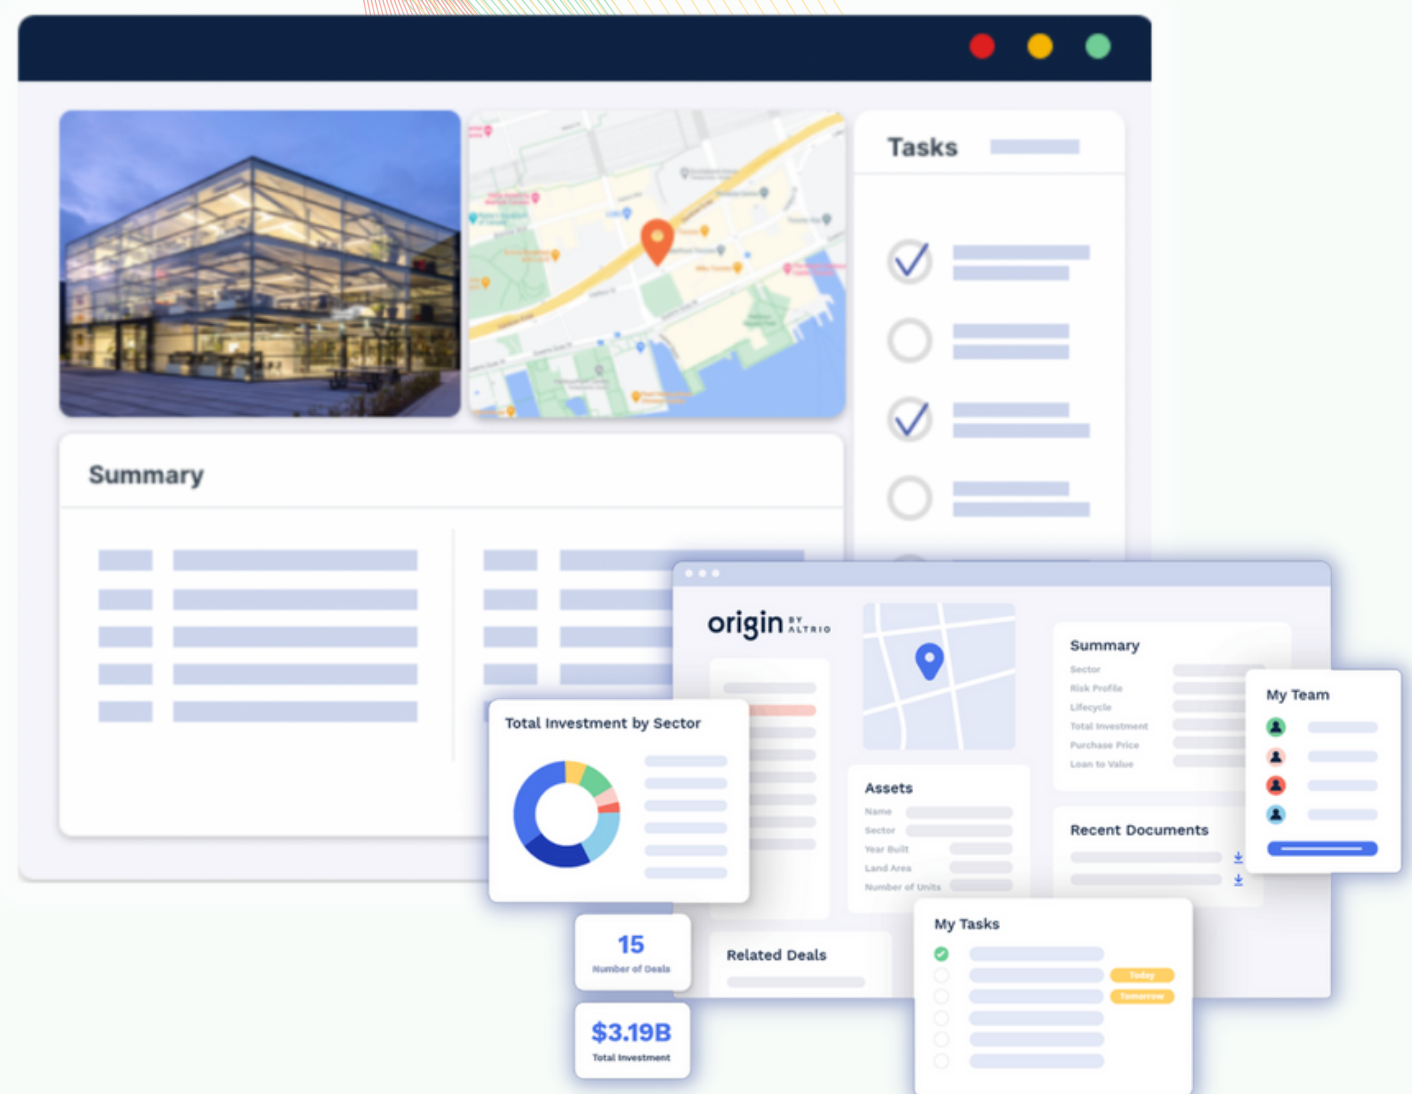 Tasks
Summary
origin BY ALTRIO
Summary
Sector
Risk Profile
Lifecycle
Total Investment
Purchase Price
Loan to Value
My Team
Total Investment by Sector
Assets
Name
Sector
Year Built
Land Area
Number of Units
Recent Documents
My Tasks
Today
Tomorrow
Related Deals
15
Number of Deals
$3.19B
Total Investment